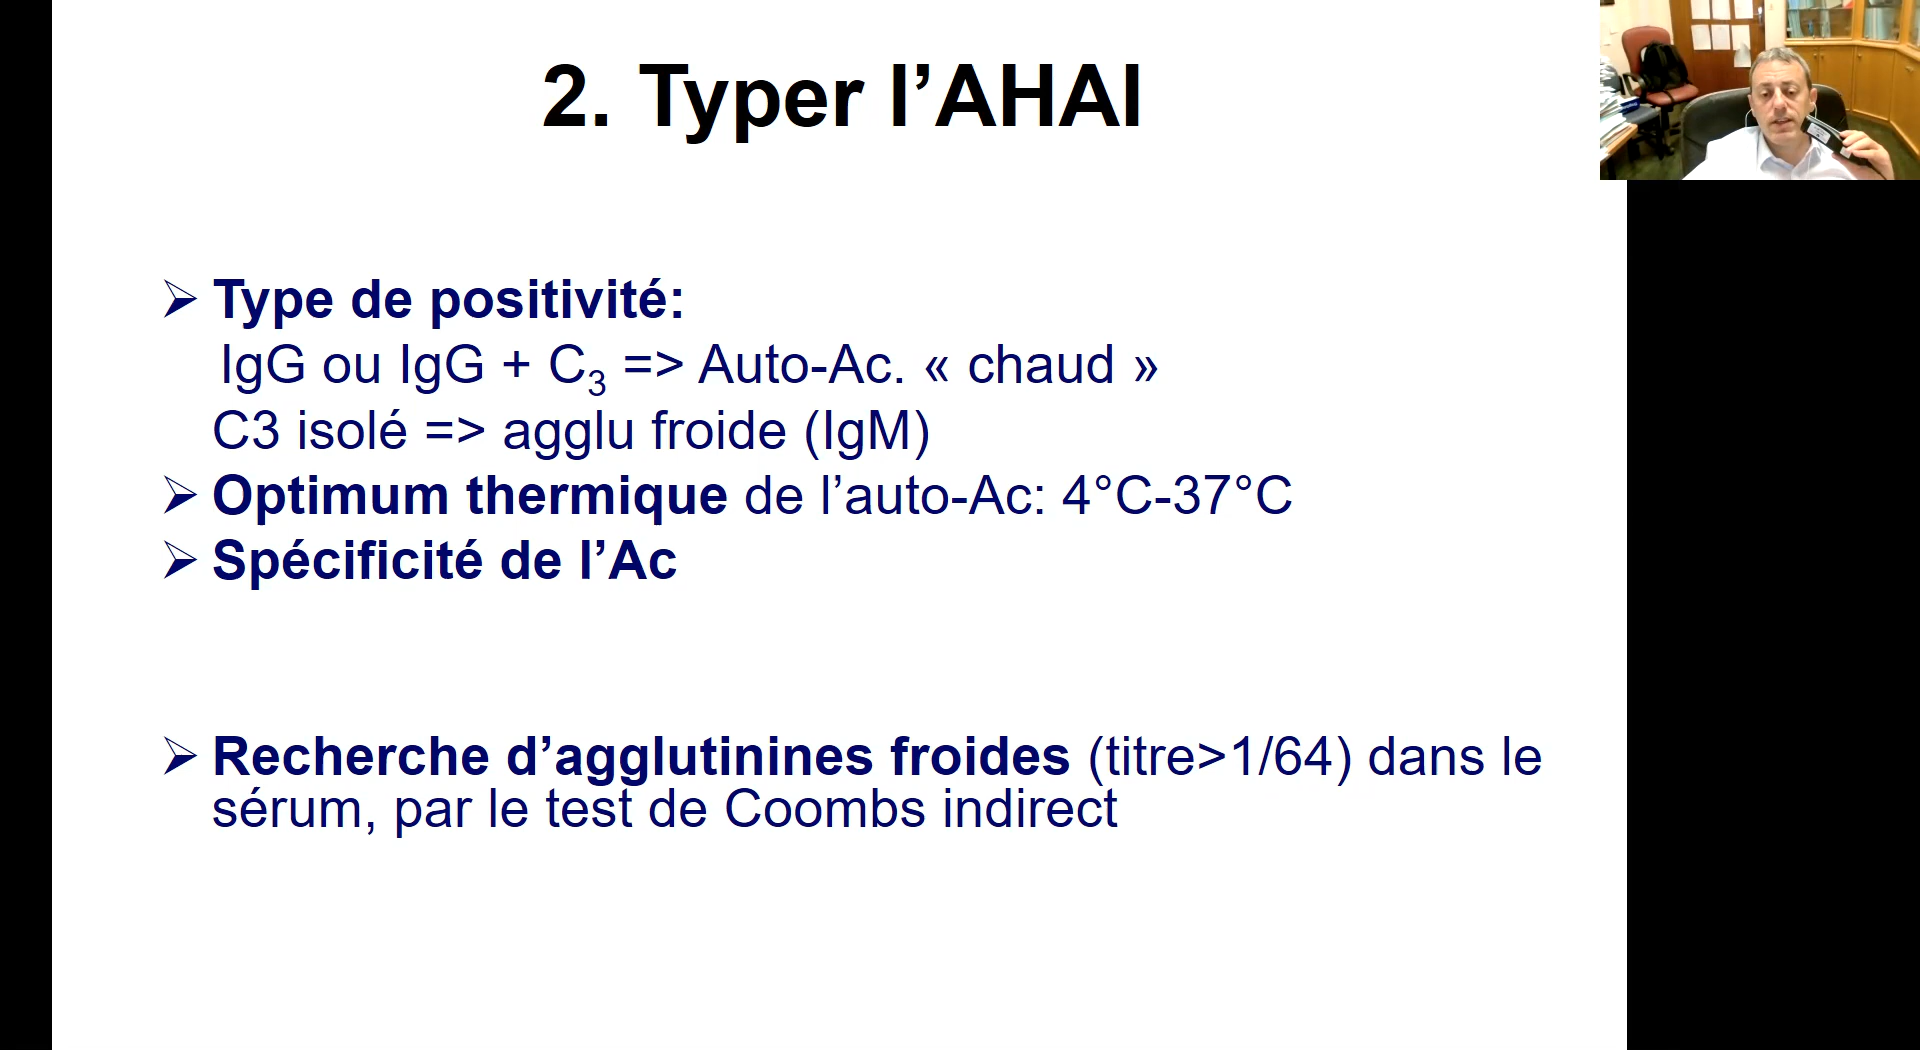 2. Typer l’AHAI
➢ Type de positivité:
IgG ou IgG + C₃ => Auto-Ac. « chaud »
C3 isolé => agglu froide (IgM)
➢ Optimum thermique de l’auto-Ac: 4°C-37°C
➢ Spécificité de l’Ac
➢ Recherche d’agglutinines froides (titre>1/64) dans le
sérum, par le test de Coombs indirect